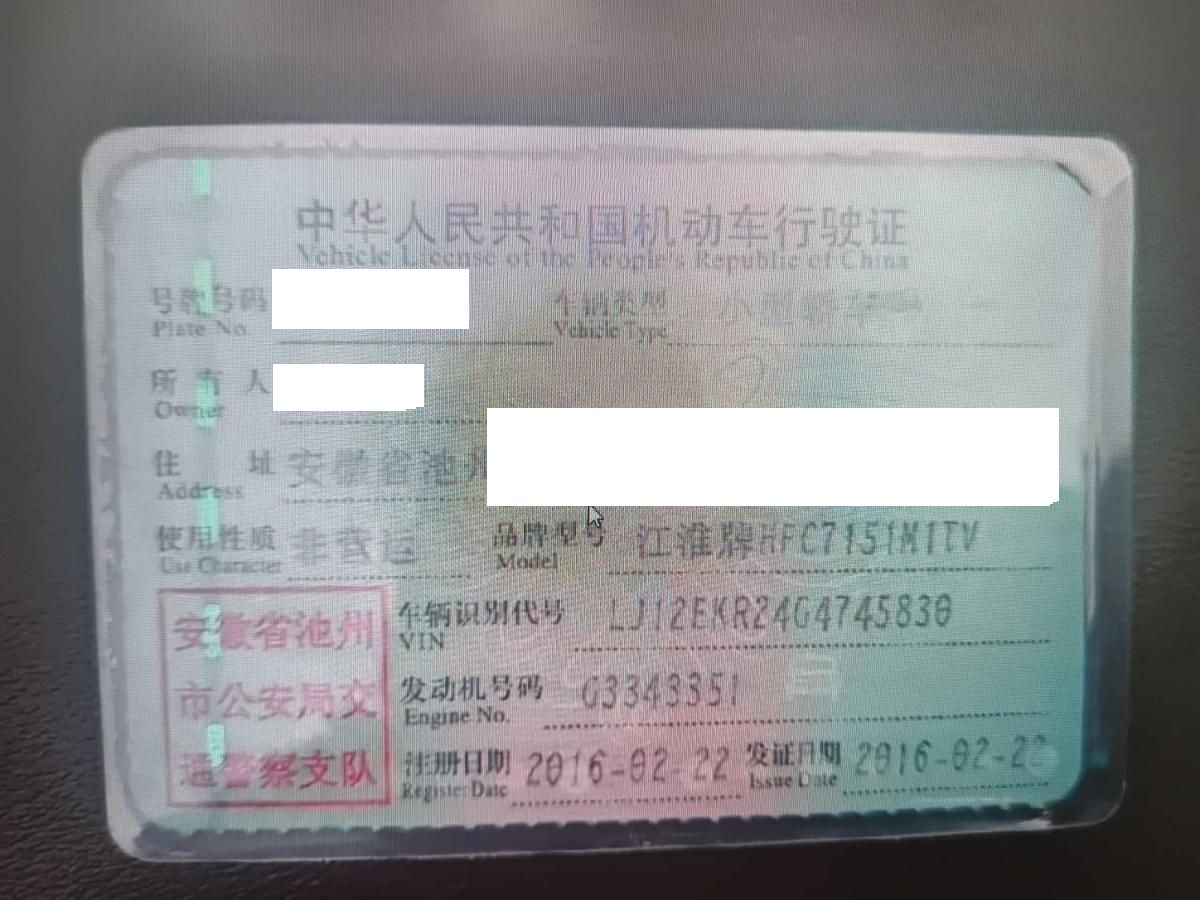 中华人民共和国机动车行驶证
Vehicle License of the People's Republic of China
号牌号码 车辆类型 小型轿车
Plate No. Vehicle Type
所有人
Owner
住址 安徽省池州
Address
使用性质 非营运 品牌型号 江淮牌HFC7151M1TV
Use Character Model
安徽省池州
市公安局交
通警察支队
车辆识别代号 LJ12EKR24G4745830
VIN
发动机号码 G3343351
Engine No.
注册日期 2016-02-22 发证日期 2016-02-22
Register Date Issue Date